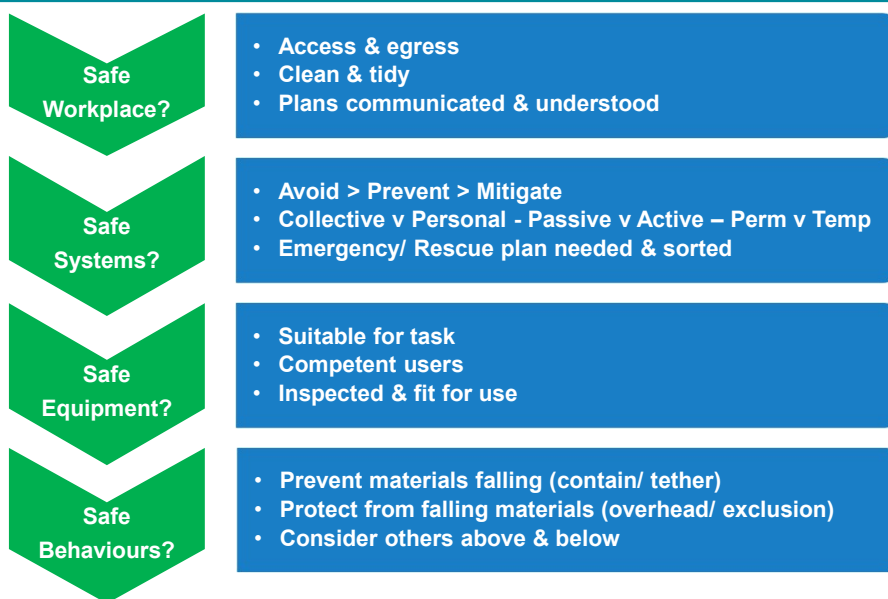 Safe
Workplace?
• Access & egress
• Clean & tidy
• Plans communicated & understood
Safe
Systems?
• Avoid > Prevent > Mitigate
• Collective v Personal - Passive v Active – Perm v Temp
• Emergency/ Rescue plan needed & sorted
Safe
Equipment?
• Suitable for task
• Competent users
• Inspected & fit for use
Safe
Behaviours?
• Prevent materials falling (contain/ tether)
• Protect from falling materials (overhead/ exclusion)
• Consider others above & below